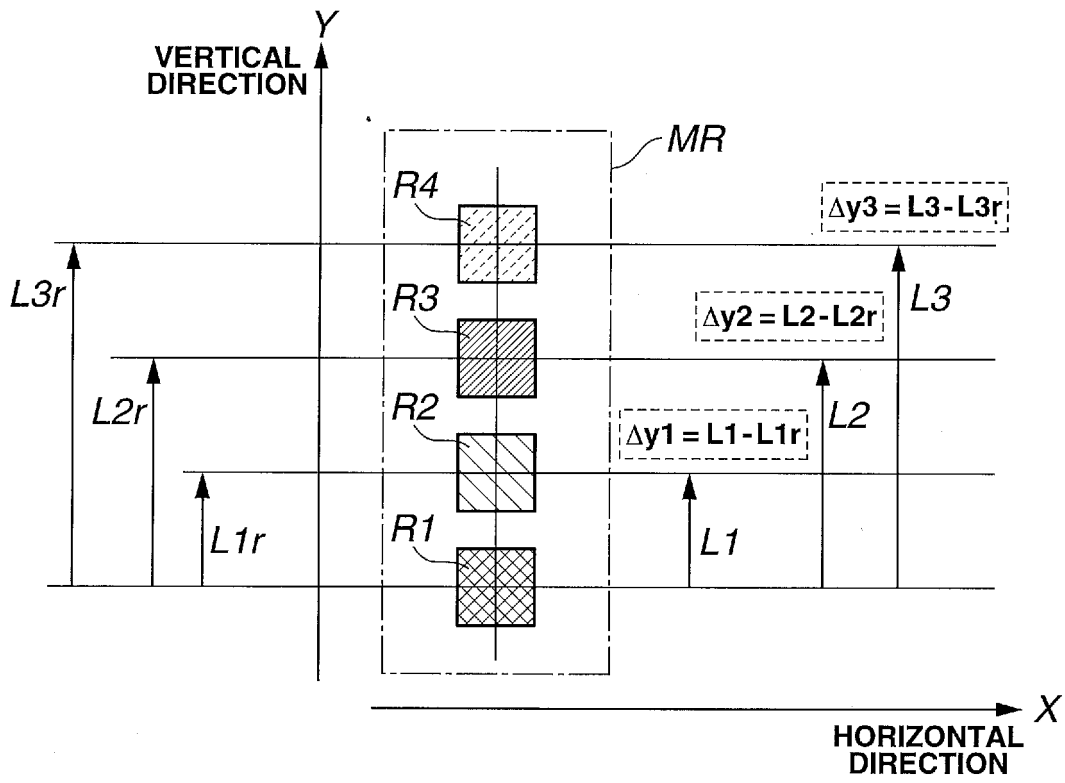 Y
VERTICAL
DIRECTION
MR
R4
Δy3 = L3 - L3r
L3r
R3
Δy2 = L2 - L2r
L3
L2r
R2
Δy1 = L1 - L1r
L2
L1r
R1
L1
X
HORIZONTAL
DIRECTION